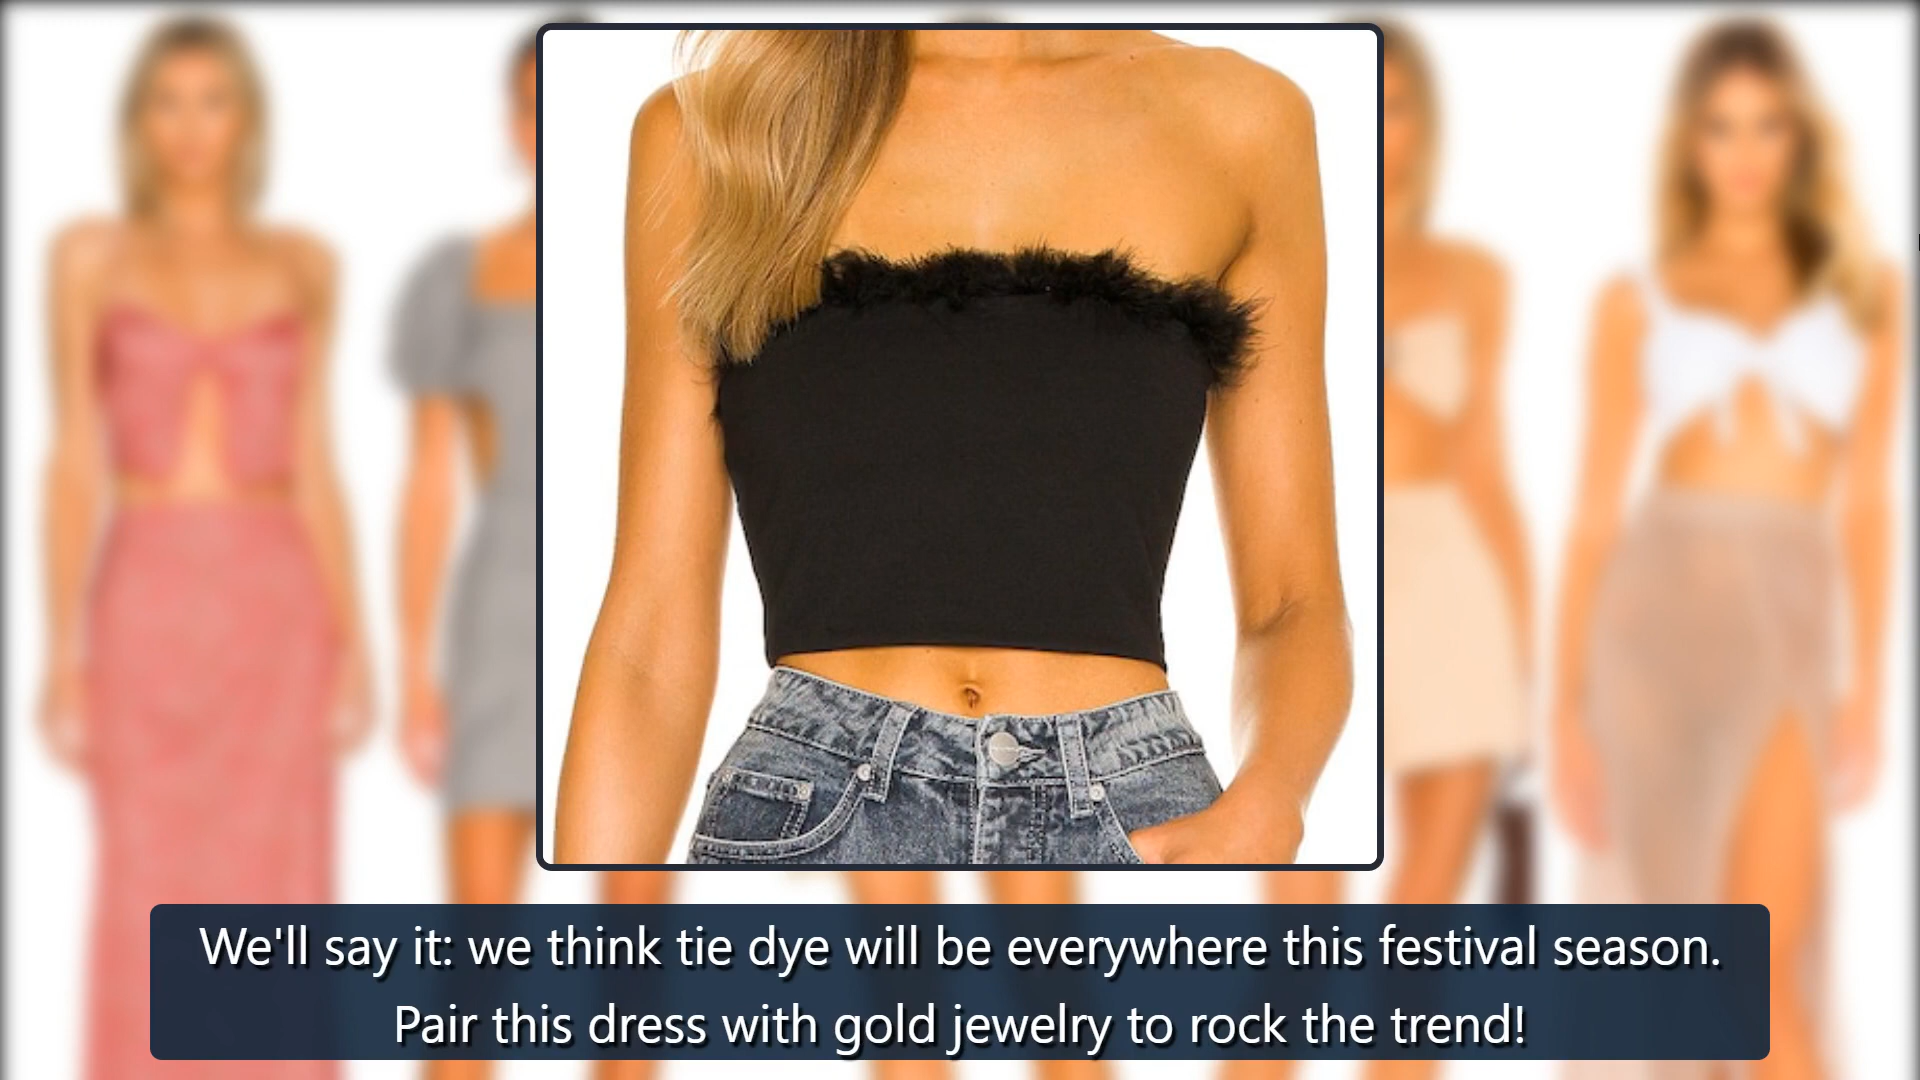 We'll say it: we think tie dye will be everywhere this festival season.
Pair this dress with gold jewelry to rock the trend!